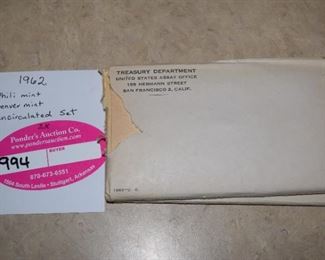 1962
Phili mint
Denver mint
uncirculated Set
Ponder's Auction Co.
www.pondersauction.com
BUYER
994
870-673-6551
1504 South Leslie • Stuttgart, Arkansas
TREASURY DEPARTMENT
UNITED STATES ASSAY OFFICE
155 HERMANN STREET
SAN FRANCISCO 2, CALIF.